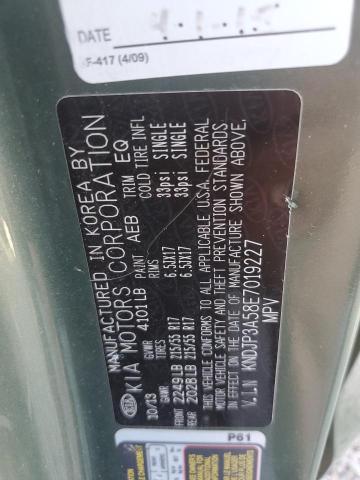 DATE
F-417 (4/09)
MANUFACTURED IN KOREA BY
KIA MOTORS CORPORATION
KIA
PAINT AEB TRIM EQ
10/13 GVWR 4101LB
GAWR TIRES RIMS COLD TIRE INFL
FRONT 2249LB 215/55 R17 6.5JX17 33psi SINGLE
REAR 2028LB 215/55 R17 6.5JX17 33psi SINGLE
THIS VEHICLE CONFORMS TO ALL APPLICABLE U.S.A. FEDERAL
MOTOR VEHICLE SAFETY AND THEFT PREVENTION STANDARDS
IN EFFECT ON THE DATE OF MANUFACTURE SHOWN ABOVE.
V.I.N KNDJP3A58E7019227
MPV
P61